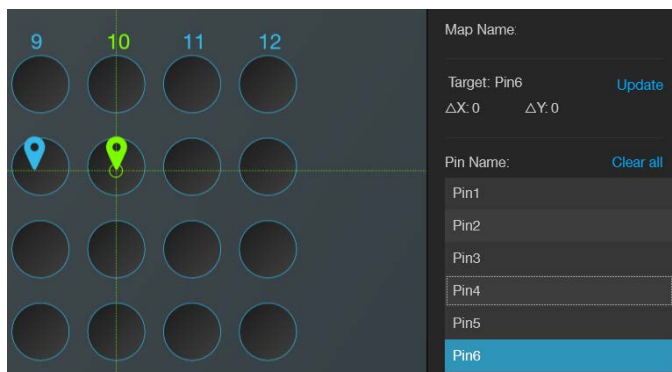 9 10 11 12
Map Name:
Target: Pin6 Update
△X: 0 △Y: 0
Pin Name: Clear all
Pin1
Pin2
Pin3
Pin4
Pin5
Pin6